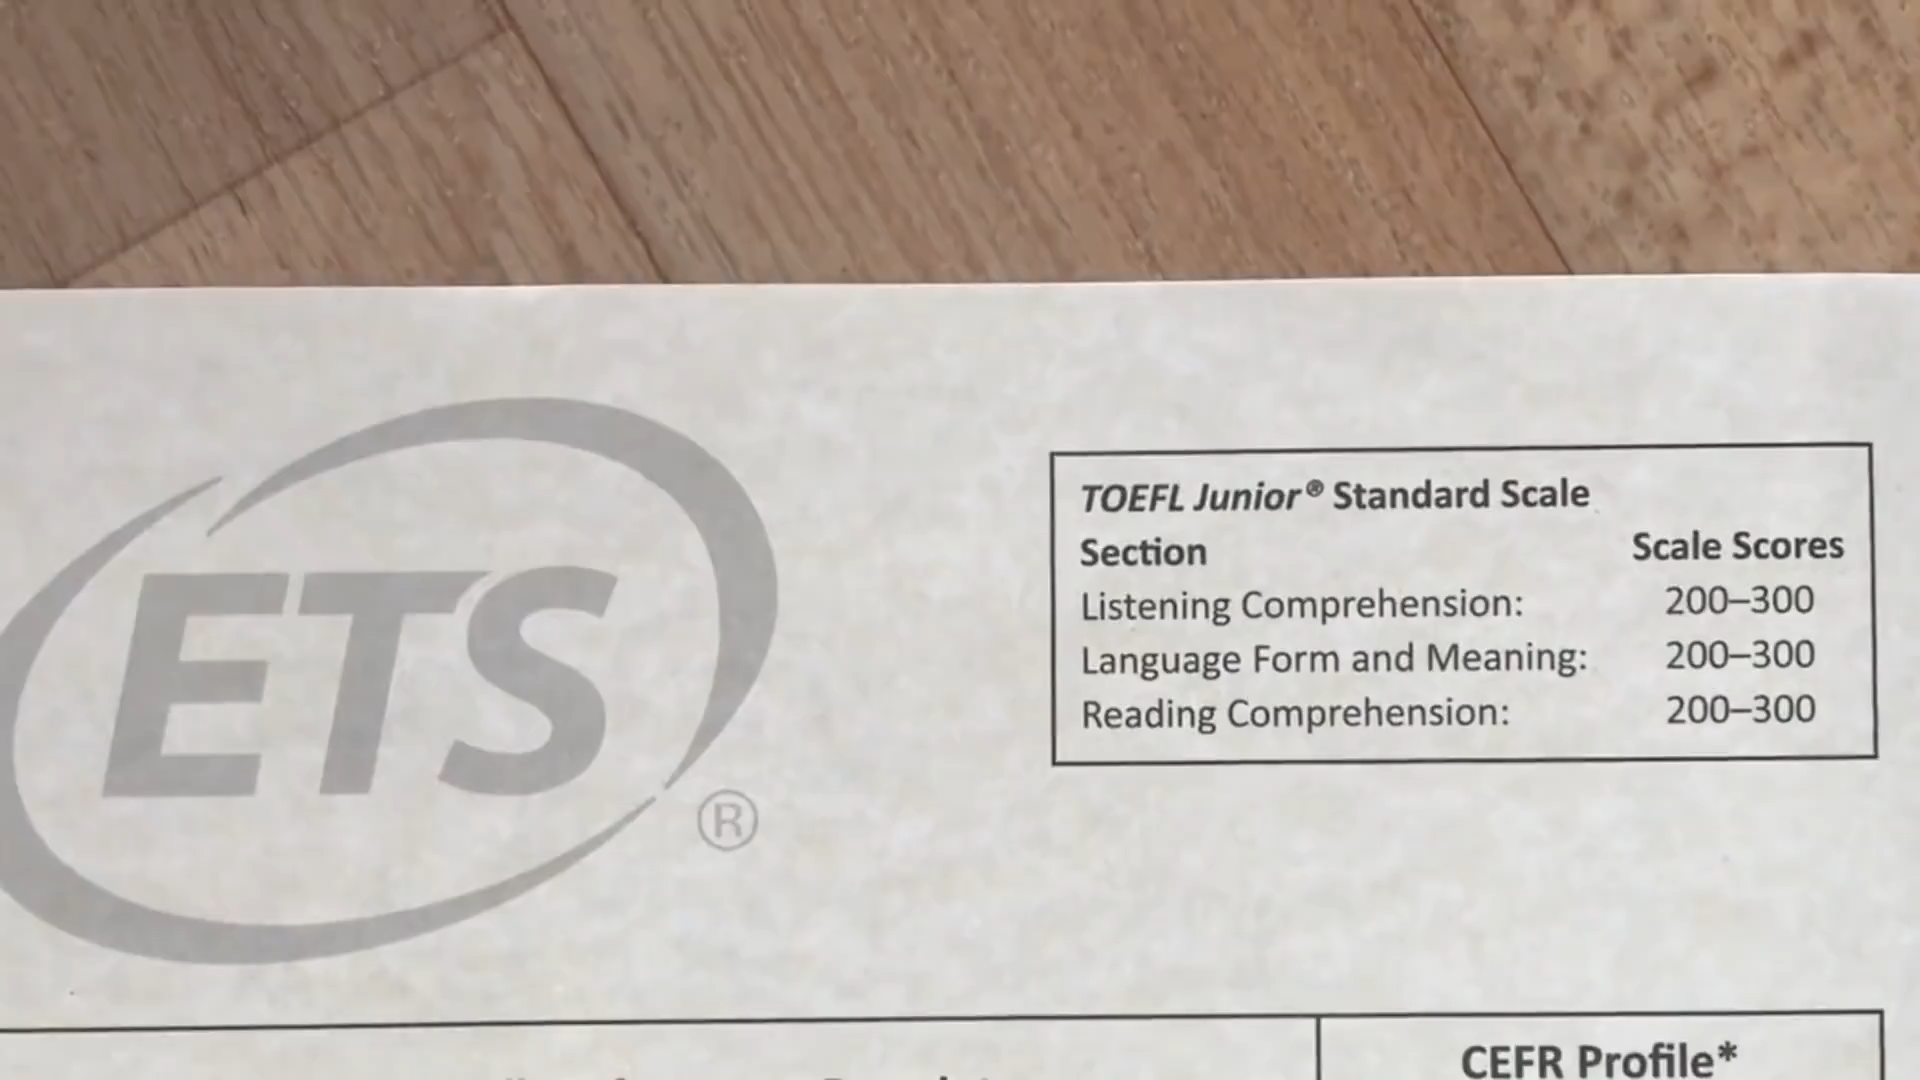 ETS®
TOEFL Junior® Standard Scale
Section Scale Scores
Listening Comprehension: 200–300
Language Form and Meaning: 200–300
Reading Comprehension: 200–300
CEFR Profile*